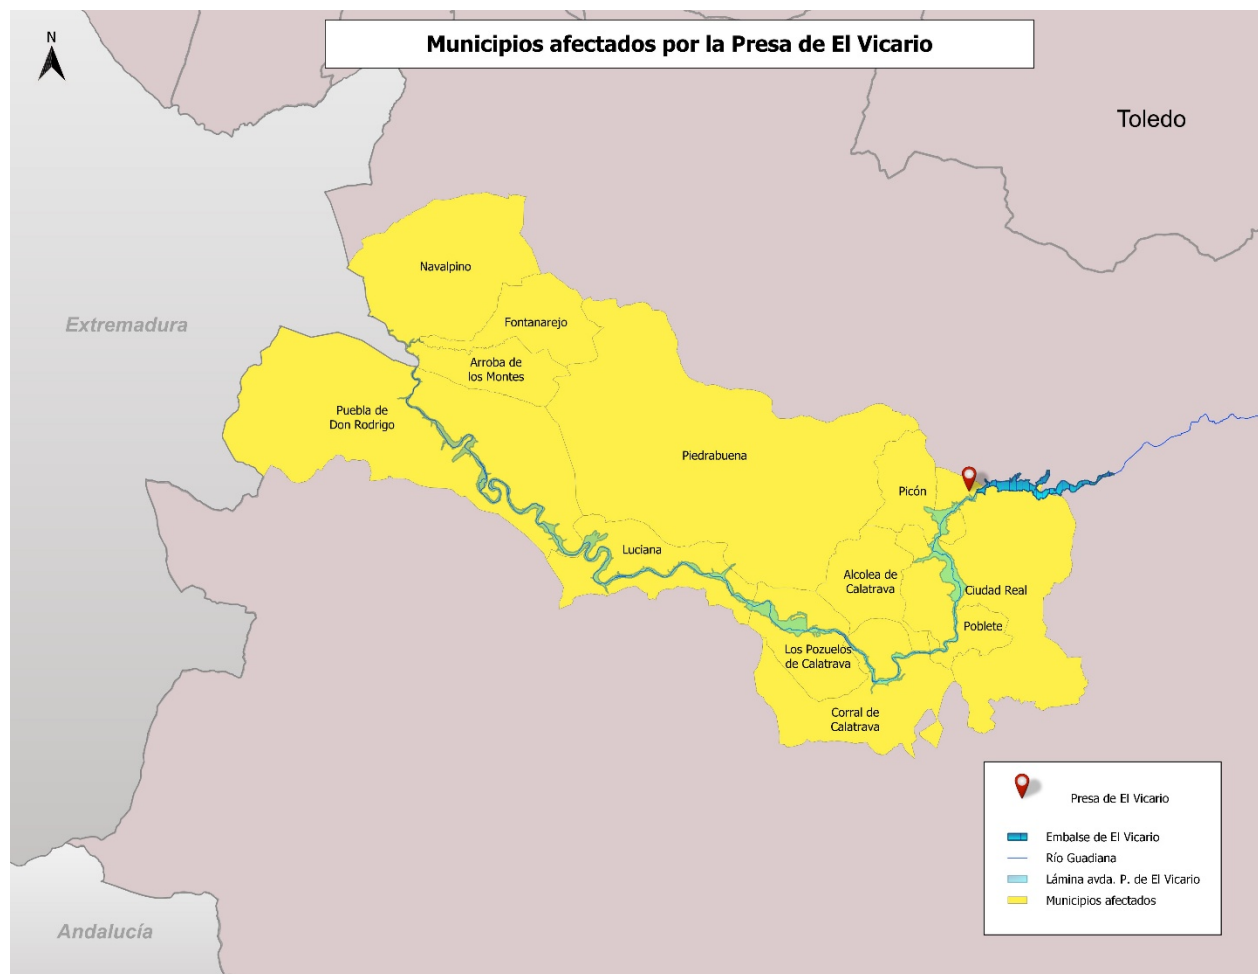 Municipios afectados por la Presa de El Vicario
N
Toledo
Navalpino
Extremadura
Fontanarejo
Arroba de
los Montes
Puebla de
Don Rodrigo
Piedrabuena
Picón
Luciana
Alcolea de
Calatrava
Ciudad Real
Poblete
Los Pozuelos
de Calatrava
Corral de
Calatrava
Presa de El Vicario
Embalse de El Vicario
Río Guadiana
Lámina avda. P. de El Vicario
Municipios afectados
Andalucía